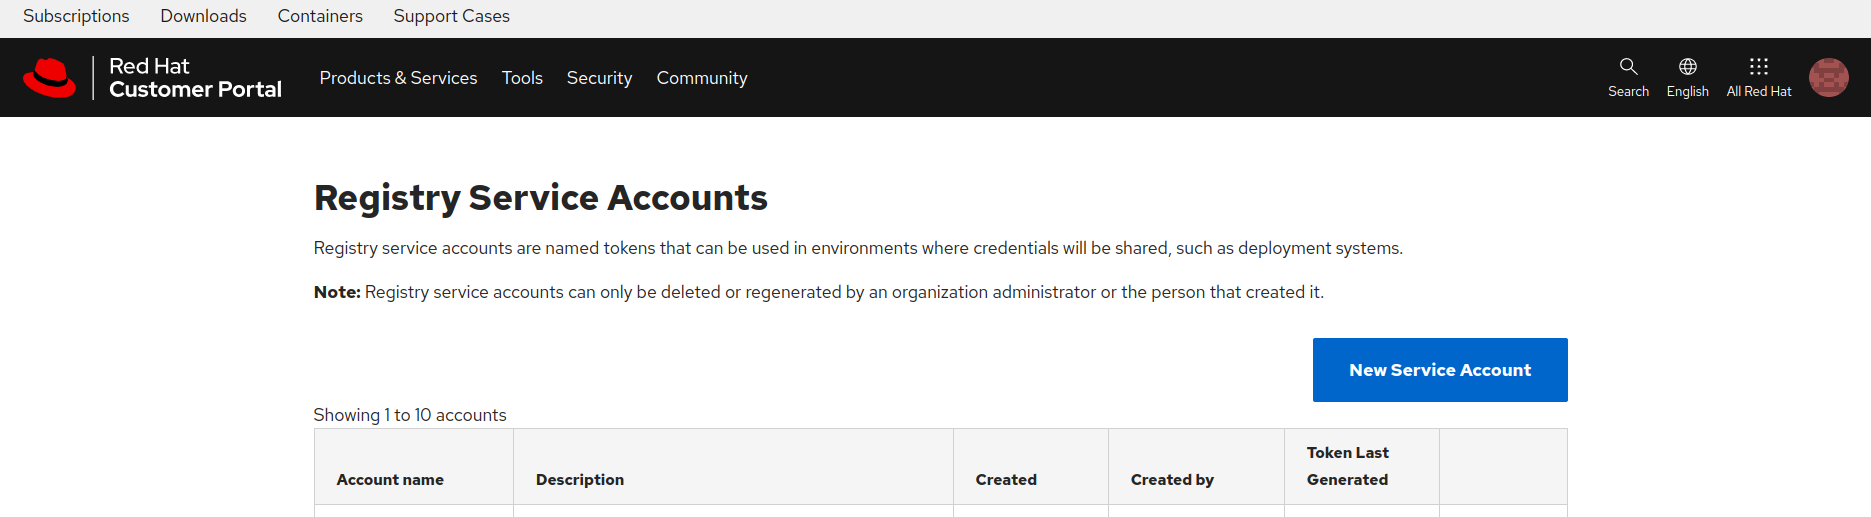 Subscriptions Downloads Containers Support Cases
Red Hat
Customer Portal
Products & Services Tools Security Community
Search English All Red Hat
Registry Service Accounts
Registry service accounts are named tokens that can be used in environments where credentials will be shared, such as deployment systems.
Note: Registry service accounts can only be deleted or regenerated by an organization administrator or the person that created it.
New Service Account
Showing 1 to 10 accounts
Account name Description Created Created by Token Last
Generated